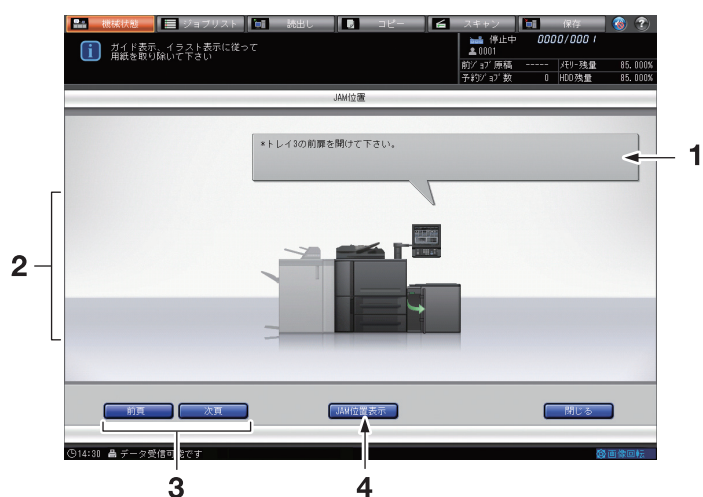 機械状態 ジョブリスト 読出し コピー スキャン 保存
ガイド表示、イラスト表示に従って
用紙を取り除いて下さい
停止中 0000/0001
0001
前ジョブ原稿 ----- メモリー残量 85.000%
予約ジョブ数 0 HDD残量 85.000%
JAM位置
*トレイ3の前扉を開けて下さい。
1
2
前頁 次頁 JAM位置表示 閉じる
14:30 データ受信可能です 画像回転
3 4